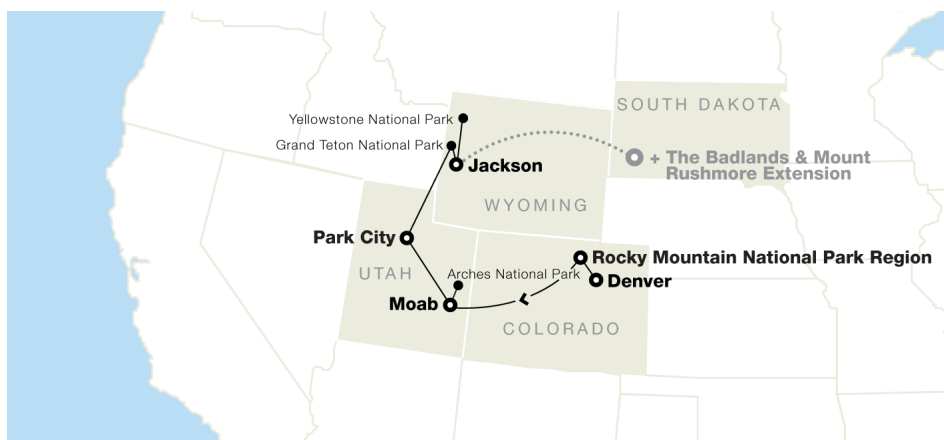 SOUTH DAKOTA
Yellowstone National Park
Grand Teton National Park
Jackson
+ The Badlands & Mount
Rushmore Extension
WYOMING
Park City
Rocky Mountain National Park Region
UTAH
Arches National Park
Denver
Moab
COLORADO